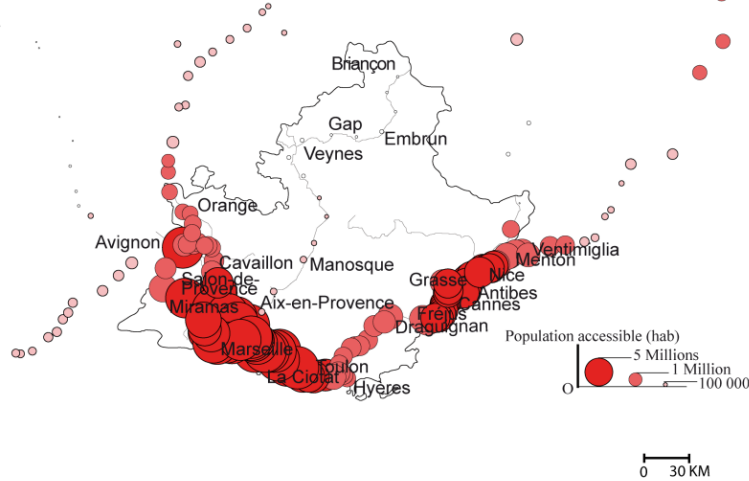 Briançon
Gap
Embrun
Veynes
Orange
Avignon
Ventimiglia
Menton
Cavaillon
Manosque
Nice
Salon-de-
Provence
Grasse
Antibes
Miramas
Aix-en-Provence
Cannes
Fréjus
Draguignan
Marseille
Toulon
La Ciotat
Hyères
Population accessible (hab)
5 Millions
1 Million
100 000
O
0 30 KM